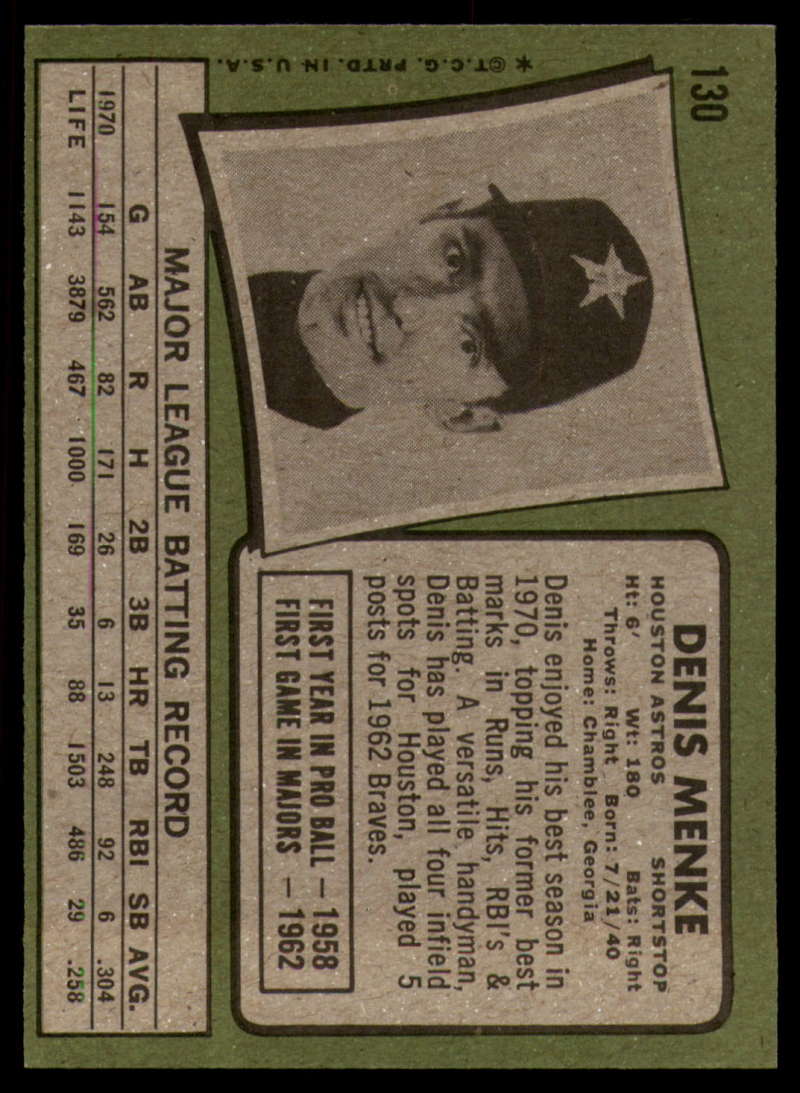 130
DENIS MENKE
HOUSTON ASTROS SHORTSTOP
Ht: 6' Wt: 180 Bats: Right
Throws: Right Born: 7/21/40
Home: Chamblee, Georgia
Denis enjoyed his best season in
1970, topping his former best
marks in Runs, Hits, RBI's &
Batting. A versatile handyman,
Denis has played all four infield
spots for Houston, played 5
posts for 1962 Braves.
FIRST YEAR IN PRO BALL — 1958
FIRST GAME IN MAJORS — 1962
MAJOR LEAGUE BATTING RECORD
G AB R H 2B 3B HR TB RBI SB AVG.
1970 154 562 82 171 26 6 13 248 92 6 .304
LIFE 1143 3879 467 1000 169 35 88 1503 486 29 .258
* © T.C.G. PRTD. IN U.S.A.